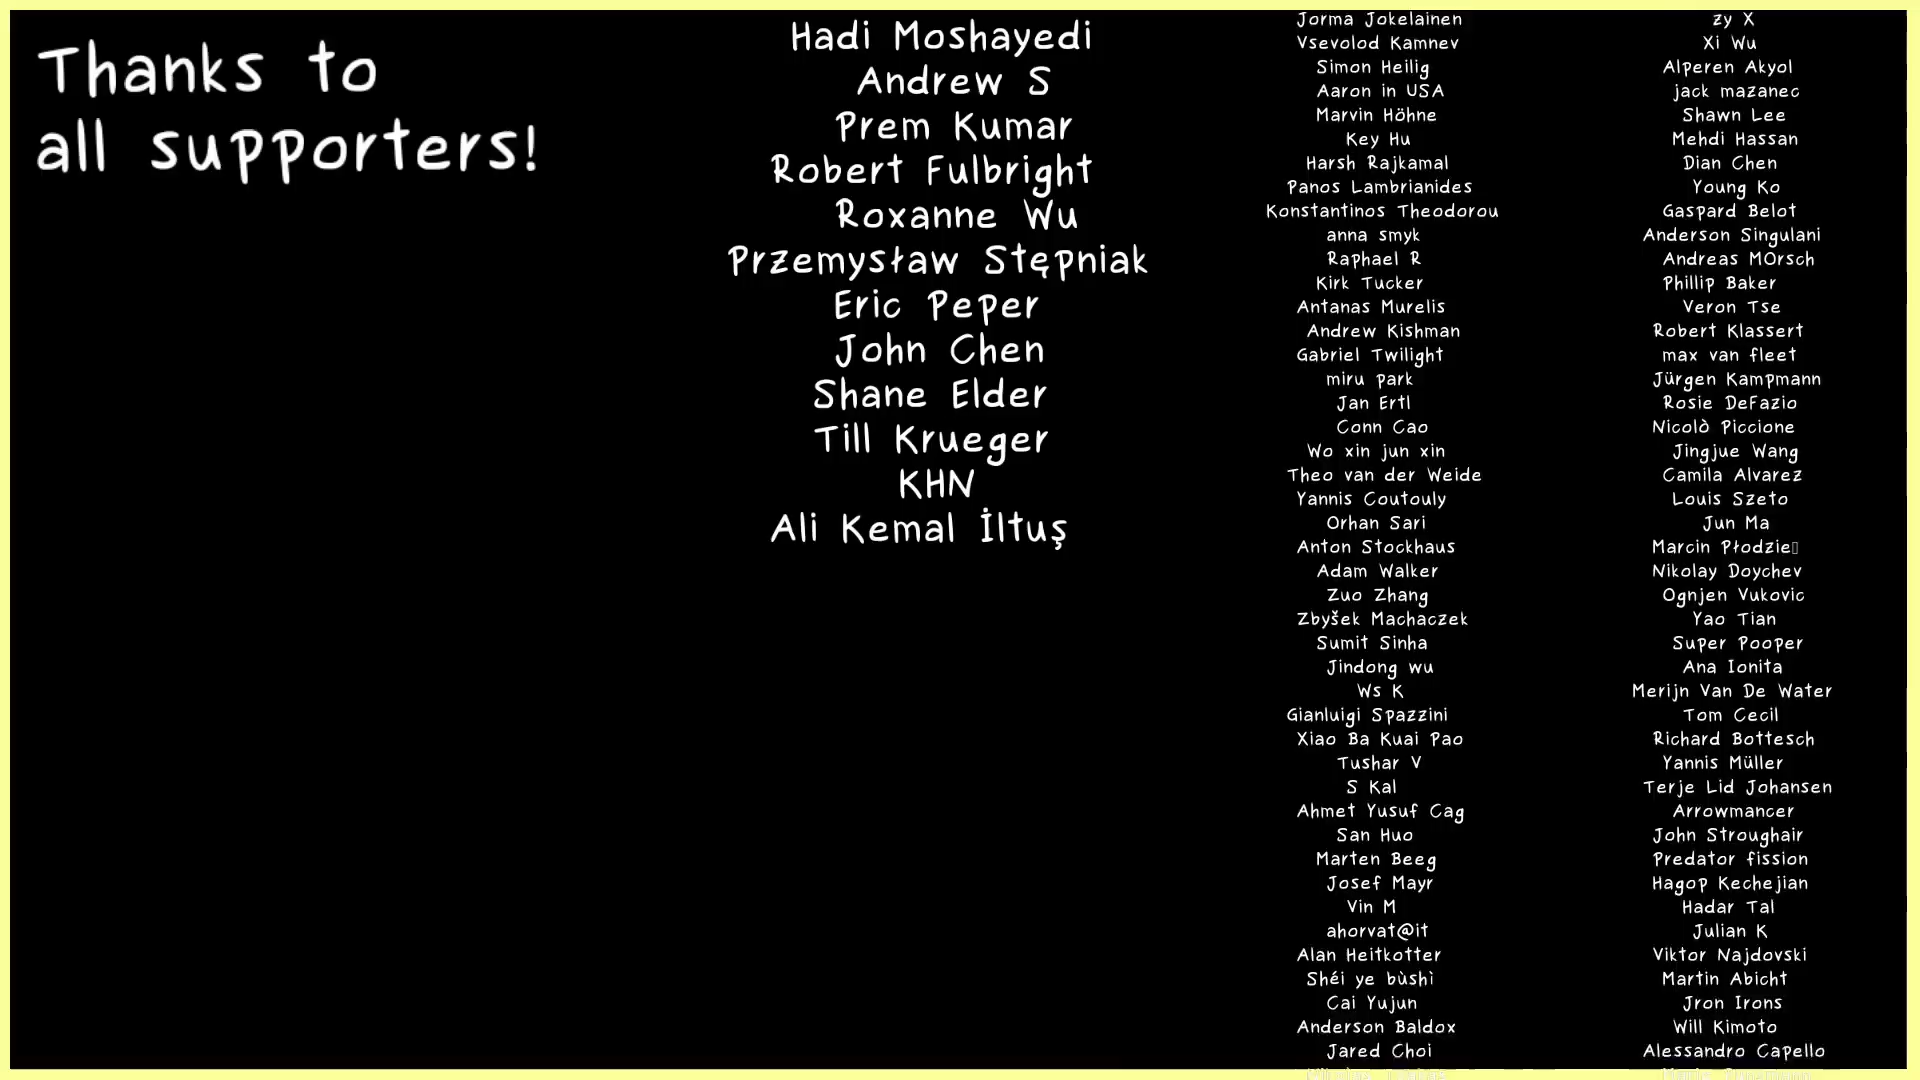 Thanks to
all supporters!
Hadi Moshayedi
Andrew S
Prem Kumar
Robert Fulbright
Roxanne Wu
Przemysław Stępniak
Eric Peper
John Chen
Shane Elder
Till Krueger
KHN
Ali Kemal İltuş
Jorma Jokelainen
Vsevolod Kamnev
Simon Heilig
Aaron in USA
Marvin Höhne
Key Hu
Harsh Rajkamal
Panos Lambrianides
Konstantinos Theodorou
anna smyk
Raphael R
Kirk Tucker
Antanas Murelis
Andrew Kishman
Gabriel Twilight
miru park
Jan Ertl
Conn Cao
Wo xin jun xin
Theo van der Weide
Yannis Coutouly
Orhan Sari
Anton Stockhaus
Adam Walker
Zuo Zhang
Zbyšek Machaczek
Sumit Sinha
Jindong wu
Ws K
Gianluigi Spazzini
Xiao Ba Kuai Pao
Tushar V
S Kal
Ahmet Yusuf Cag
San Huo
Marten Beeg
Josef Mayr
Vin M
ahorvat@it
Alan Heitkotter
Shéi ye bùshì
Cai Yujun
Anderson Baldox
Jared Choi
zy X
Xi Wu
Alperen Akyol
jack mazanec
Shawn Lee
Mehdi Hassan
Dian Chen
Young Ko
Gaspard Belot
Anderson Singulani
Andreas MOrsch
Phillip Baker
Veron Tse
Robert Klassert
max van fleet
Jürgen Kampmann
Rosie DeFazio
Nicolò Piccione
Jingjue Wang
Camila Alvarez
Louis Szeto
Jun Ma
Marcin Płodzie▯
Nikolay Doychev
Ognjen Vukovic
Yao Tian
Super Pooper
Ana Ionita
Merijn Van De Water
Tom Cecil
Richard Bottesch
Yannis Müller
Terje Lid Johansen
Arrowmancer
John Stroughair
Predator fission
Hagop Kechejian
Hadar Tal
Julian K
Viktor Najdovski
Martin Abicht
Jron Irons
Will Kimoto
Alessandro Capello